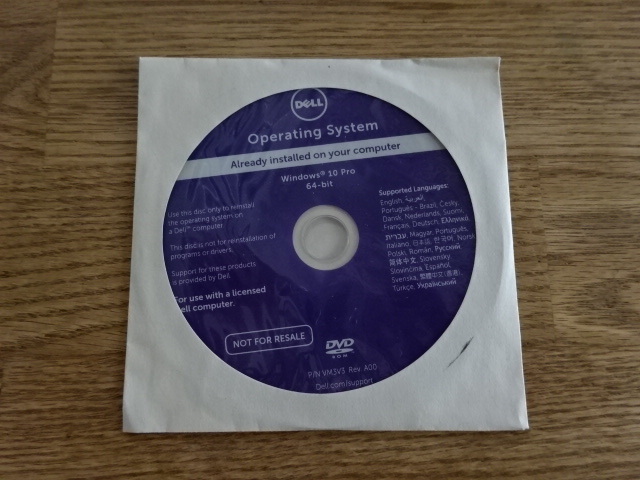 DELL
Operating System
Already installed on your computer
Windows® 10 Pro
64-bit
Use this disc only to reinstall
the operating system on
a Dell™ computer.
This disc is not for reinstallation of
programs or drivers.
Support for these products
is provided by Dell.
For use with a licensed
Dell computer.
NOT FOR RESALE
Supported Languages:
English, العربية,
Português - Brazil, Český,
Dansk, Nederlands, Suomi,
Français, Deutsch, Ελληνικά,
עברית, Magyar, Português,
Italiano, 日本語, 한국어, Norsk
Polski, Român, Русский,
简体中文, Slovensky
Slovinčina, Español,
Svenska, 繁體中文(香港),
Türkçe, Український
DVD
ROM
P/N VM3V3 Rev. A00
Dell.com/support